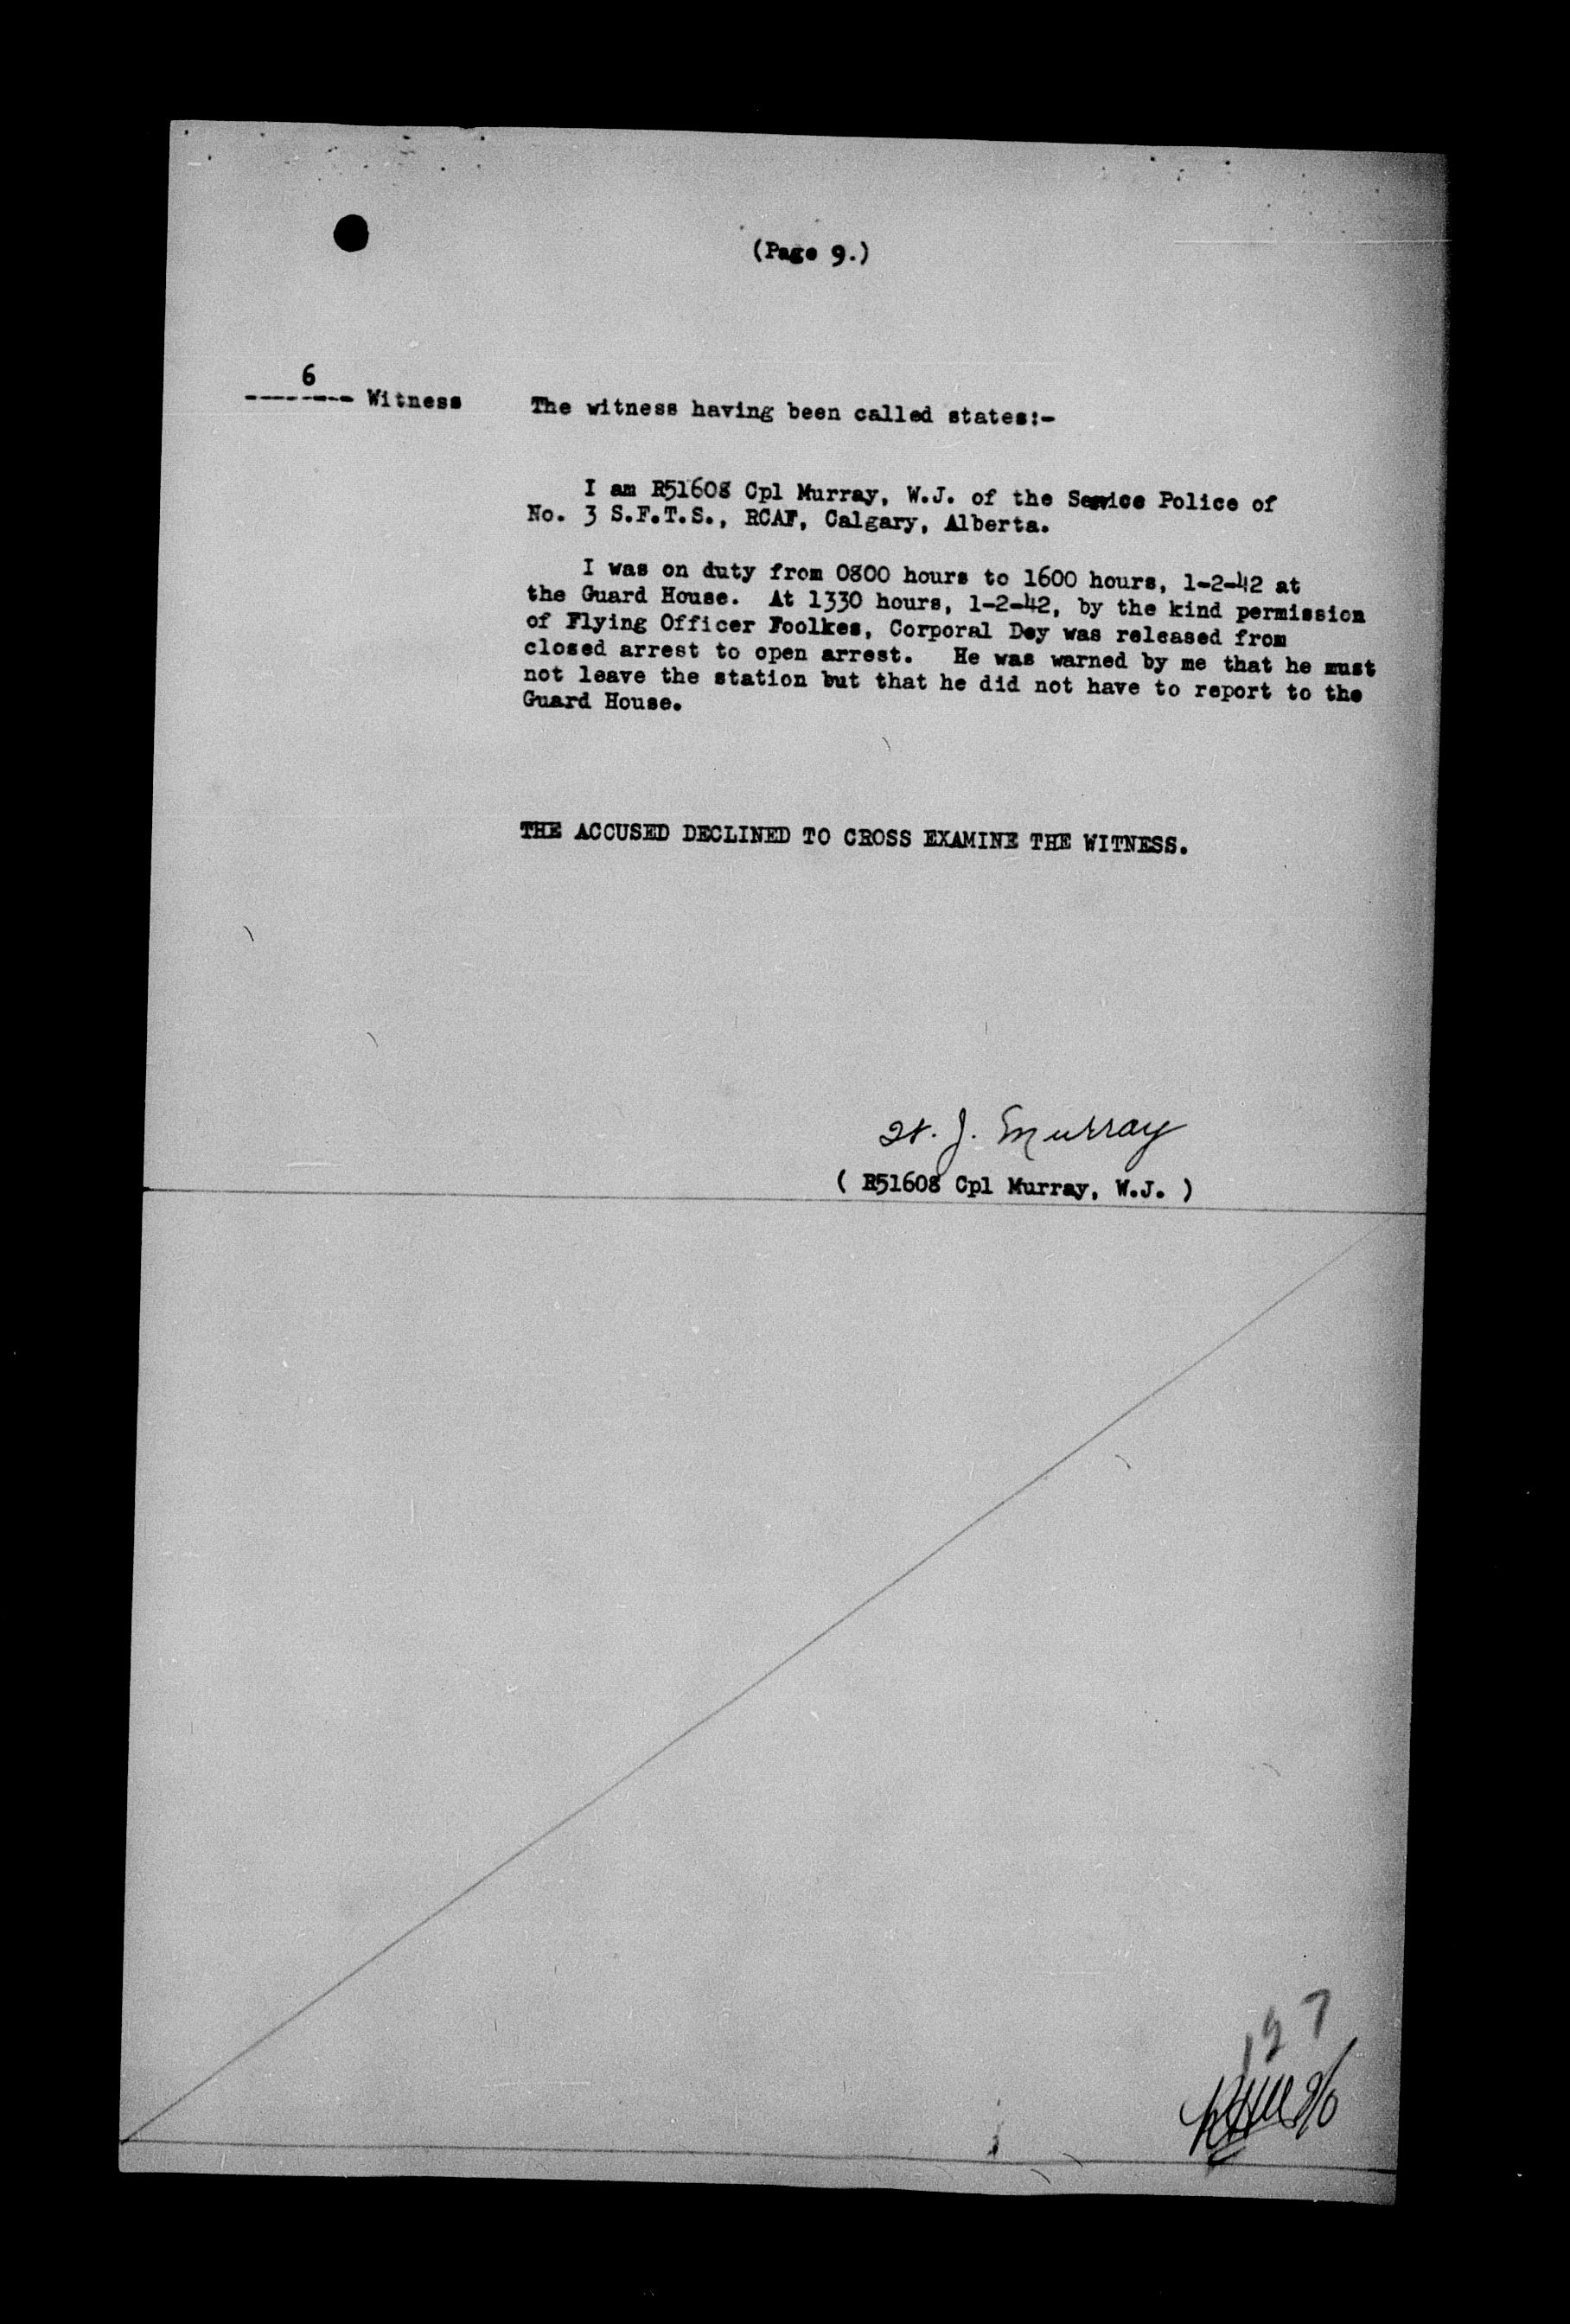 (Page 9.)
6
-------- Witness The witness having been called states:-
I am R51608 Cpl Murray, W.J. of the Service Police of
No. 3 S.F.T.S., RCAF, Calgary, Alberta.
I was on duty from 0800 hours to 1600 hours, 1-2-42 at
the Guard House. At 1330 hours, 1-2-42, by the kind permission
of Flying Officer Foolkes, Corporal Dey was released from
closed arrest to open arrest. He was warned by me that he must
not leave the station but that he did not have to report to the
Guard House.
THE ACCUSED DECLINED TO CROSS EXAMINE THE WITNESS.
W. J. Murray
( R51608 Cpl Murray, W.J. )
127